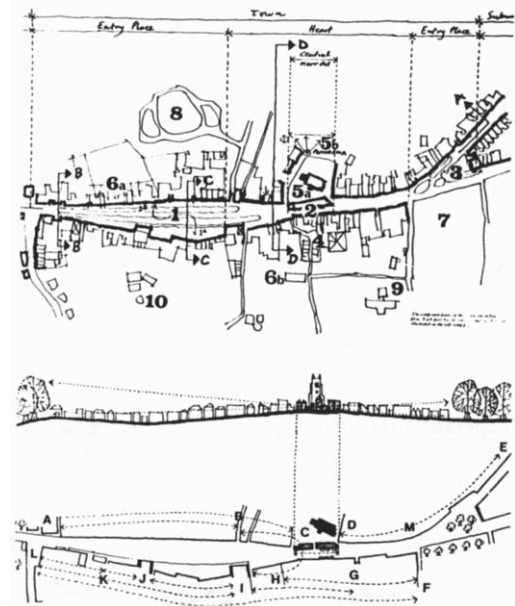 Town
Entry Place Heart Entry Place
D
Central
8
5b
3
6a
5a
B C
1 2
7
4
B
C D
6b
10 9
E
A B C D M
L
K J H G
I F